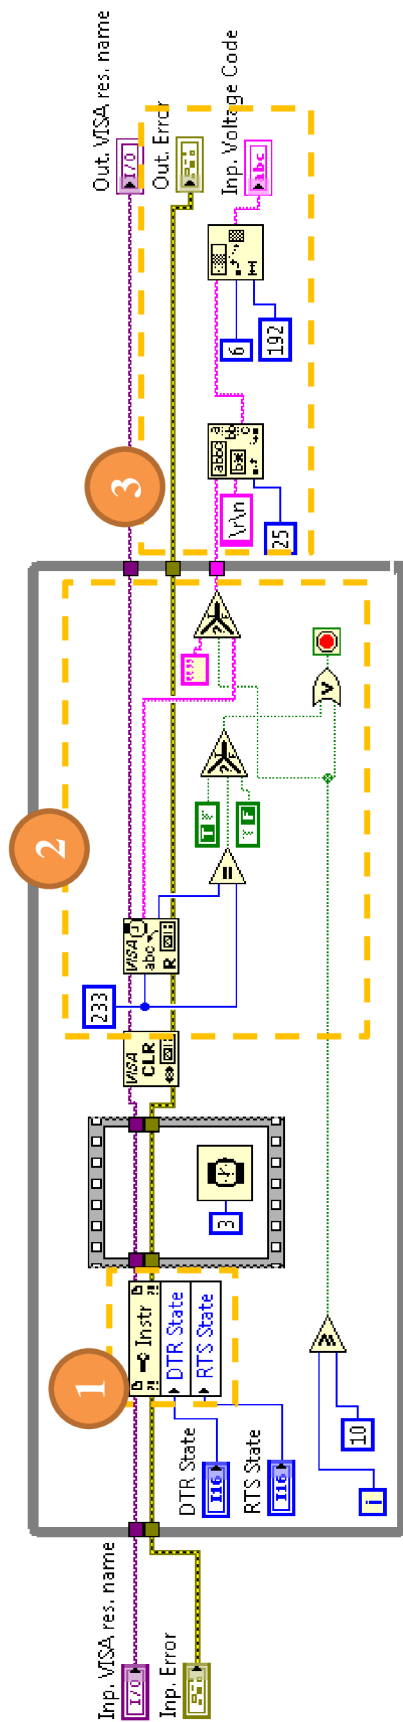 Inp. VISA res. name
I/O
Inp. Error
1
Instr
DTR State
RTS State
DTR State
I16
RTS State
I16
i
10
≥
3
2
VISA
CLR
233
VISA
abc
R
=
T
F
V
3
\r\n
25
abbc
a
bb
c
b*
6
192
Out. VISA res. name
I/O
Out. Error
Inp. Voltage Code
abc